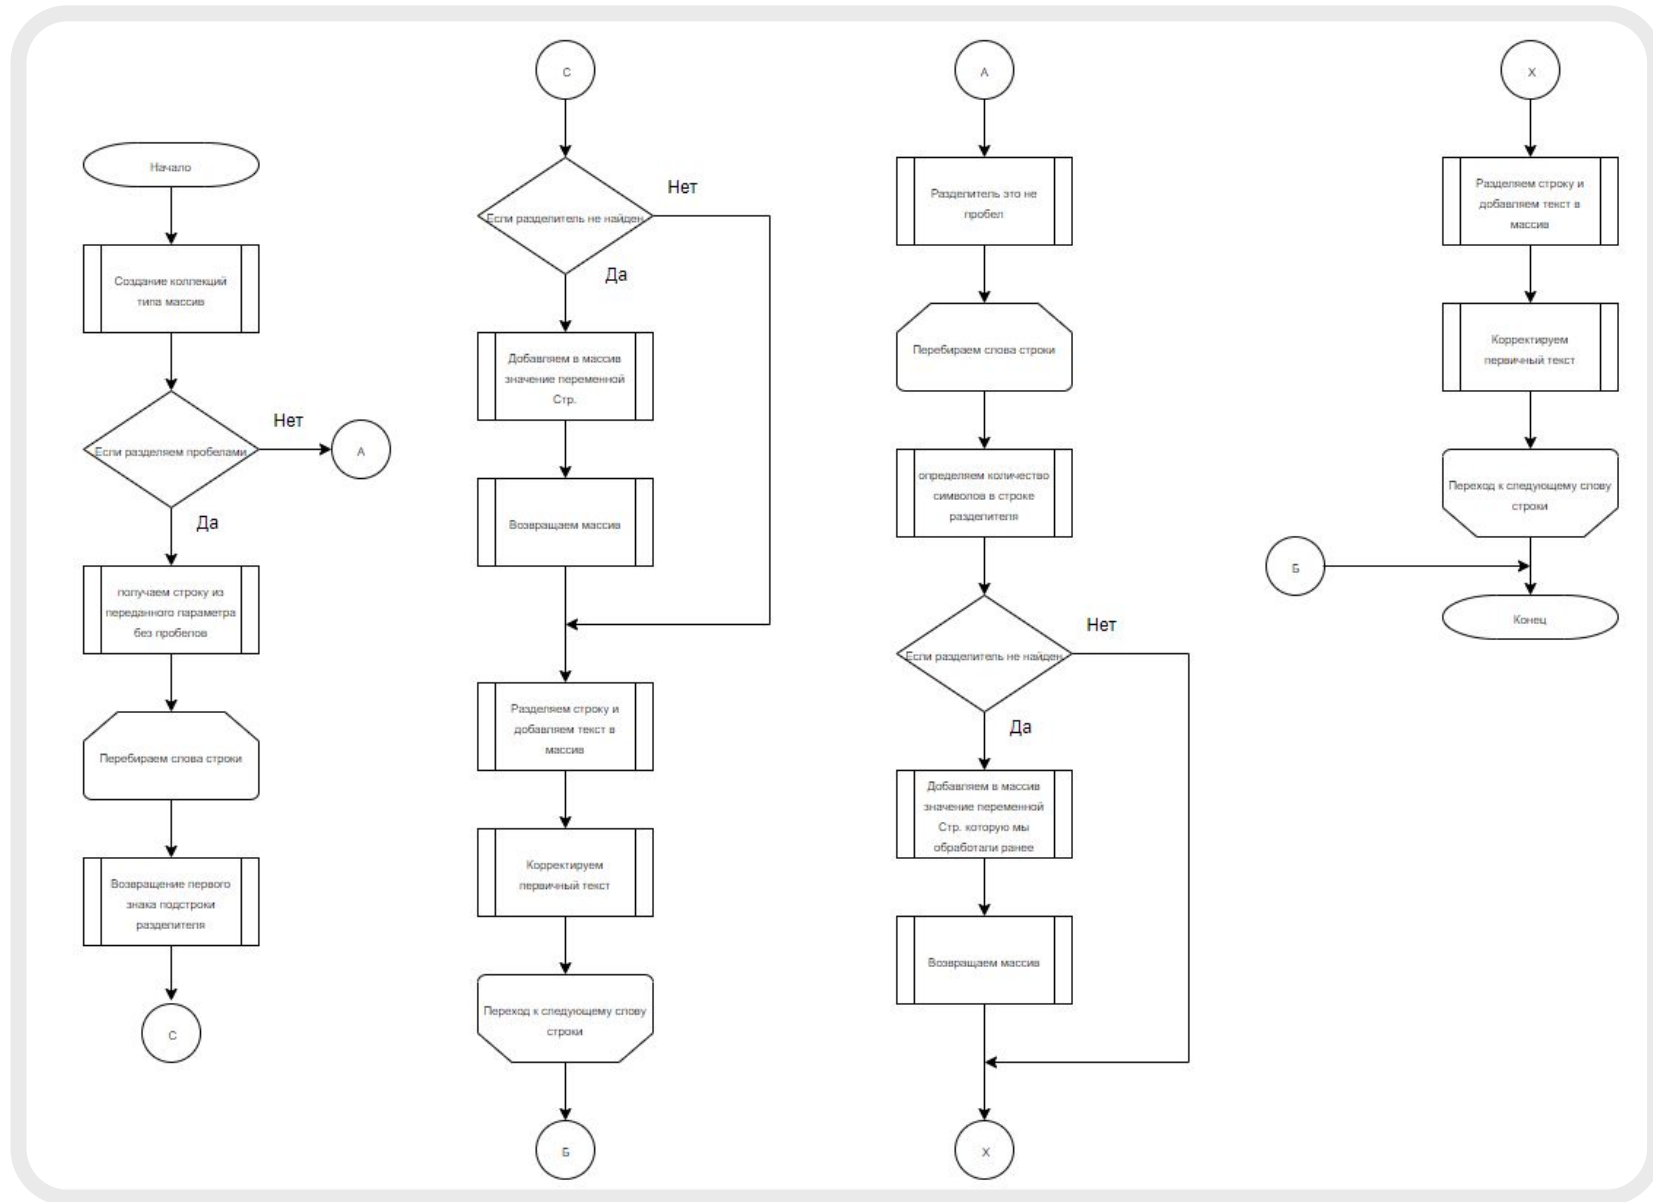 Начало
Создание коллекций
типа массив
Если разделяем пробелами
Нет
А
Да
получаем строку из
переданного параметра
без пробелов
Перебираем слова строки
Возвращение первого
знака подстроки
разделителя
С
С
Если разделитель не найден
Нет
Да
Добавляем в массив
значение переменной
Стр.
Возвращаем массив
Разделяем строку и
добавляем текст в
массив
Корректируем
первичный текст
Переход к следующему слову
строки
Б
А
Разделитель это не
пробел
Перебираем слова строки
определяем количество
символов в строке
разделителя
Если разделитель не найден
Нет
Да
Добавляем в массив
значение переменной
Стр. которую мы
обработали ранее
Возвращаем массив
Х
Х
Разделяем строку и
добавляем текст в
массив
Корректируем
первичный текст
Переход к следующему слову
строки
Б
Конец